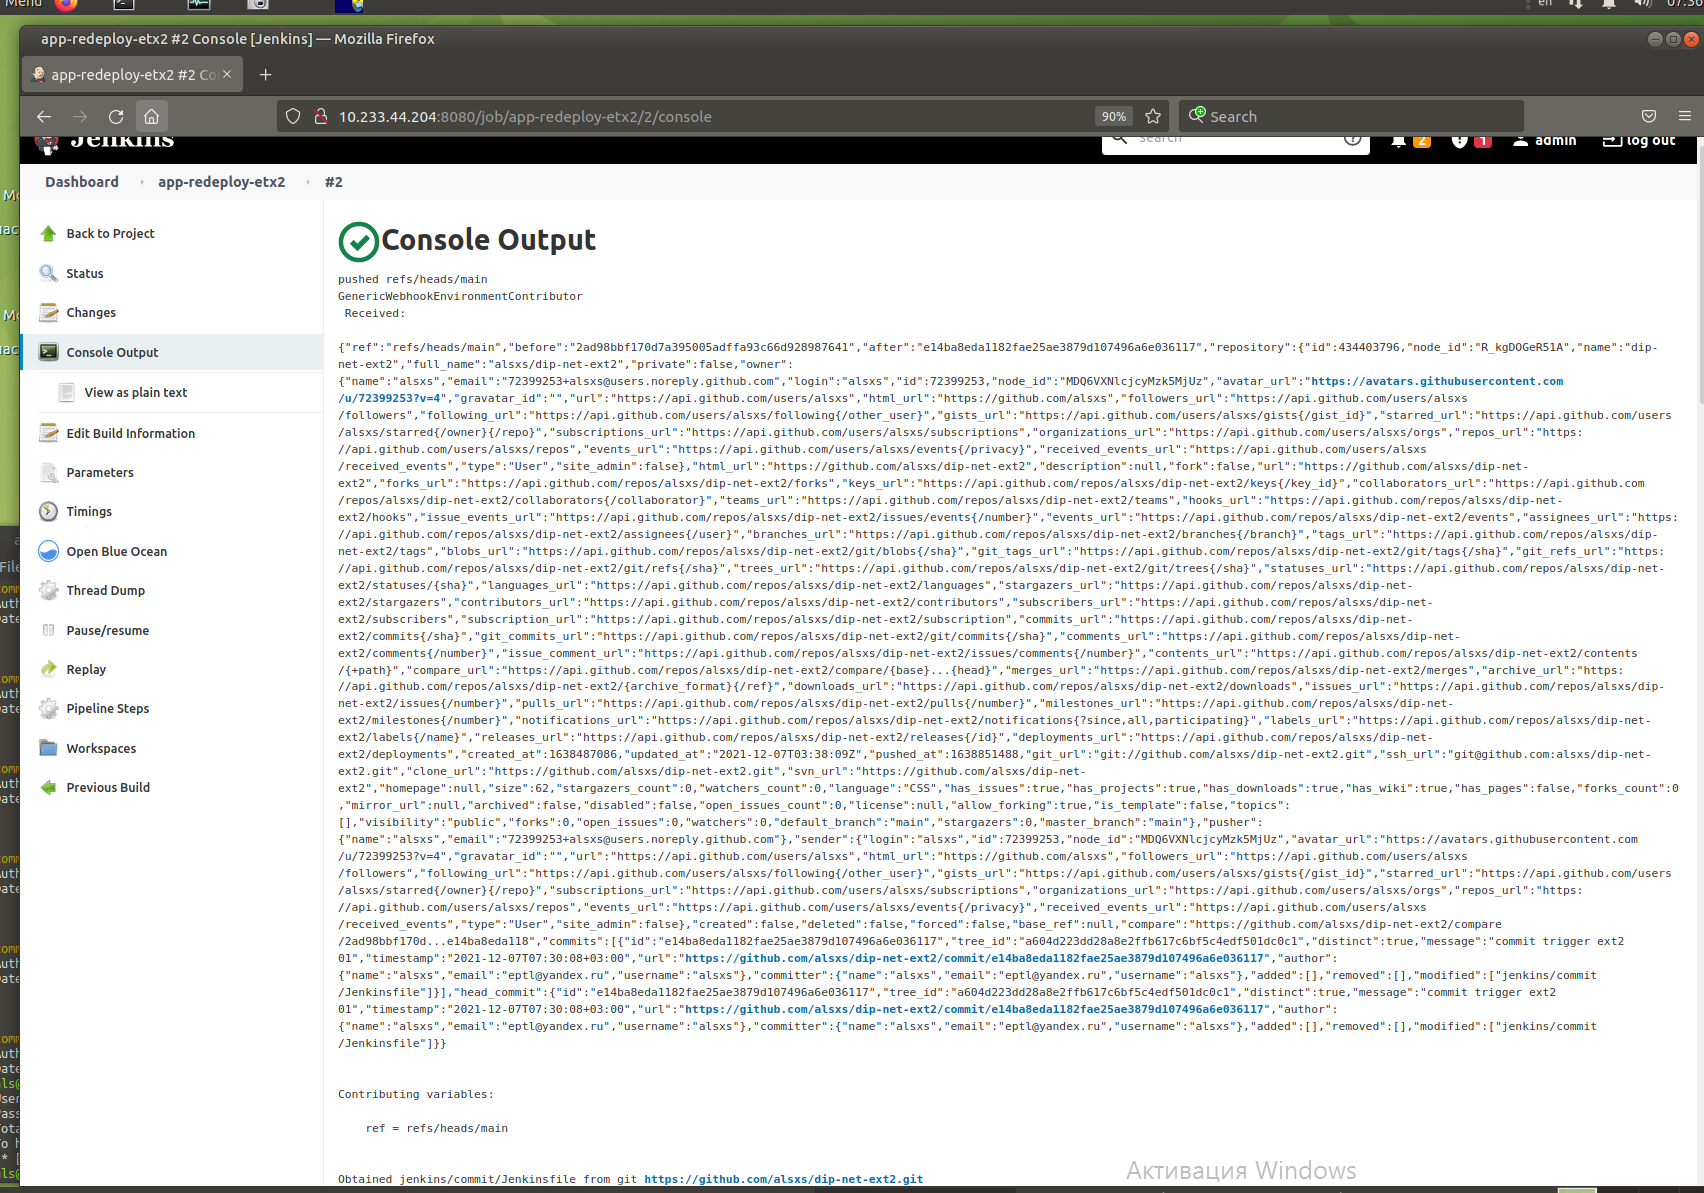 Menu
en
07:36
app-redeploy-etx2 #2 Console [Jenkins] — Mozilla Firefox
app-redeploy-etx2 #2 Co
10.233.44.204:8080/job/app-redeploy-etx2/2/console
90%
Search
Jenkins
search
2
1
admin
log out
Dashboard
app-redeploy-etx2
#2
Back to Project
Status
Changes
Console Output
View as plain text
Edit Build Information
Parameters
Timings
Open Blue Ocean
Thread Dump
Pause/resume
Replay
Pipeline Steps
Workspaces
Previous Build
Console Output
pushed refs/heads/main
GenericWebhookEnvironmentContributor
Received:
{"ref":"refs/heads/main","before":"2ad98bbf170d7a395005adffa93c66d928987641","after":"e14ba8eda1182fae25ae3879d107496a6e036117","repository":{"id":434403796,"node_id":"R_kgDOGeR51A","name":"dip-
net-ext2","full_name":"alsxs/dip-net-ext2","private":false,"owner":
{"name":"alsxs","email":"72399253+alsxs@users.noreply.github.com","login":"alsxs","id":72399253,"node_id":"MDQ6VXNlcjcyMzk5MjUz","avatar_url":"https://avatars.githubusercontent.com
/u/72399253?v=4","gravatar_id":"","url":"https://api.github.com/users/alsxs","html_url":"https://github.com/alsxs","followers_url":"https://api.github.com/users/alsxs
/followers","following_url":"https://api.github.com/users/alsxs/following{/other_user}","gists_url":"https://api.github.com/users/alsxs/gists{/gist_id}","starred_url":"https://api.github.com/users
/alsxs/starred{/owner}{/repo}","subscriptions_url":"https://api.github.com/users/alsxs/subscriptions","organizations_url":"https://api.github.com/users/alsxs/orgs","repos_url":"https:
//api.github.com/users/alsxs/repos","events_url":"https://api.github.com/users/alsxs/events{/privacy}","received_events_url":"https://api.github.com/users/alsxs
/received_events","type":"User","site_admin":false},"html_url":"https://github.com/alsxs/dip-net-ext2","description":null,"fork":false,"url":"https://github.com/alsxs/dip-net-
ext2","forks_url":"https://api.github.com/repos/alsxs/dip-net-ext2/forks","keys_url":"https://api.github.com/repos/alsxs/dip-net-ext2/keys{/key_id}","collaborators_url":"https://api.github.com
/repos/alsxs/dip-net-ext2/collaborators{/collaborator}","teams_url":"https://api.github.com/repos/alsxs/dip-net-ext2/teams","hooks_url":"https://api.github.com/repos/alsxs/dip-net-
ext2/hooks","issue_events_url":"https://api.github.com/repos/alsxs/dip-net-ext2/issues/events{/number}","events_url":"https://api.github.com/repos/alsxs/dip-net-ext2/events","assignees_url":"https:
//api.github.com/repos/alsxs/dip-net-ext2/assignees{/user}","branches_url":"https://api.github.com/repos/alsxs/dip-net-ext2/branches{/branch}","tags_url":"https://api.github.com/repos/alsxs/dip-
net-ext2/tags","blobs_url":"https://api.github.com/repos/alsxs/dip-net-ext2/git/blobs{/sha}","git_tags_url":"https://api.github.com/repos/alsxs/dip-net-ext2/git/tags{/sha}","git_refs_url":"https:
//api.github.com/repos/alsxs/dip-net-ext2/git/refs{/sha}","trees_url":"https://api.github.com/repos/alsxs/dip-net-ext2/git/trees{/sha}","statuses_url":"https://api.github.com/repos/alsxs/dip-net-
ext2/statuses/{sha}","languages_url":"https://api.github.com/repos/alsxs/dip-net-ext2/languages","stargazers_url":"https://api.github.com/repos/alsxs/dip-net-
ext2/stargazers","contributors_url":"https://api.github.com/repos/alsxs/dip-net-ext2/contributors","subscribers_url":"https://api.github.com/repos/alsxs/dip-net-
ext2/subscribers","subscription_url":"https://api.github.com/repos/alsxs/dip-net-ext2/subscription","commits_url":"https://api.github.com/repos/alsxs/dip-net-
ext2/commits{/sha}","git_commits_url":"https://api.github.com/repos/alsxs/dip-net-ext2/git/commits{/sha}","comments_url":"https://api.github.com/repos/alsxs/dip-net-
ext2/comments{/number}","issue_comment_url":"https://api.github.com/repos/alsxs/dip-net-ext2/issues/comments{/number}","contents_url":"https://api.github.com/repos/alsxs/dip-net-ext2/contents
/{+path}","compare_url":"https://api.github.com/repos/alsxs/dip-net-ext2/compare/{base}...{head}","merges_url":"https://api.github.com/repos/alsxs/dip-net-ext2/merges","archive_url":"https:
//api.github.com/repos/alsxs/dip-net-ext2/{archive_format}{/ref}","downloads_url":"https://api.github.com/repos/alsxs/dip-net-ext2/downloads","issues_url":"https://api.github.com/repos/alsxs/dip-
net-ext2/issues{/number}","pulls_url":"https://api.github.com/repos/alsxs/dip-net-ext2/pulls{/number}","milestones_url":"https://api.github.com/repos/alsxs/dip-net-
ext2/milestones{/number}","notifications_url":"https://api.github.com/repos/alsxs/dip-net-ext2/notifications{?since,all,participating}","labels_url":"https://api.github.com/repos/alsxs/dip-net-
ext2/labels{/name}","releases_url":"https://api.github.com/repos/alsxs/dip-net-ext2/releases{/id}","deployments_url":"https://api.github.com/repos/alsxs/dip-net-
ext2/deployments","created_at":1638487086,"updated_at":"2021-12-07T03:38:09Z","pushed_at":1638851488,"git_url":"git://github.com/alsxs/dip-net-ext2.git","ssh_url":"git@github.com:alsxs/dip-net-
ext2.git","clone_url":"https://github.com/alsxs/dip-net-ext2.git","svn_url":"https://github.com/alsxs/dip-net-
ext2","homepage":null,"size":62,"stargazers_count":0,"watchers_count":0,"language":"CSS","has_issues":true,"has_projects":true,"has_downloads":true,"has_wiki":true,"has_pages":false,"forks_count":0
,"mirror_url":null,"archived":false,"disabled":false,"open_issues_count":0,"license":null,"allow_forking":true,"is_template":false,"topics":
[],"visibility":"public","forks":0,"open_issues":0,"watchers":0,"default_branch":"main","stargazers":0,"master_branch":"main"},"pusher":
{"name":"alsxs","email":"72399253+alsxs@users.noreply.github.com"},"sender":{"login":"alsxs","id":72399253,"node_id":"MDQ6VXNlcjcyMzk5MjUz","avatar_url":"https://avatars.githubusercontent.com
/u/72399253?v=4","gravatar_id":"","url":"https://api.github.com/users/alsxs","html_url":"https://github.com/alsxs","followers_url":"https://api.github.com/users/alsxs
/followers","following_url":"https://api.github.com/users/alsxs/following{/other_user}","gists_url":"https://api.github.com/users/alsxs/gists{/gist_id}","starred_url":"https://api.github.com/users
/alsxs/starred{/owner}{/repo}","subscriptions_url":"https://api.github.com/users/alsxs/subscriptions","organizations_url":"https://api.github.com/users/alsxs/orgs","repos_url":"https:
//api.github.com/users/alsxs/repos","events_url":"https://api.github.com/users/alsxs/events{/privacy}","received_events_url":"https://api.github.com/users/alsxs
/received_events","type":"User","site_admin":false},"created":false,"deleted":false,"forced":false,"base_ref":null,"compare":"https://github.com/alsxs/dip-net-ext2/compare
/2ad98bbf170d...e14ba8eda118","commits":[{"id":"e14ba8eda1182fae25ae3879d107496a6e036117","tree_id":"a604d223dd28a8e2ffb617c6bf5c4edf501dc0c1","distinct":true,"message":"commit trigger ext2
01","timestamp":"2021-12-07T07:30:08+03:00","url":"https://github.com/alsxs/dip-net-ext2/commit/e14ba8eda1182fae25ae3879d107496a6e036117","author":
{"name":"alsxs","email":"eptl@yandex.ru","username":"alsxs"},"committer":{"name":"alsxs","email":"eptl@yandex.ru","username":"alsxs"},"added":[],"removed":[],"modified":["jenkins/commit
/Jenkinsfile"]}],"head_commit":{"id":"e14ba8eda1182fae25ae3879d107496a6e036117","tree_id":"a604d223dd28a8e2ffb617c6bf5c4edf501dc0c1","distinct":true,"message":"commit trigger ext2
01","timestamp":"2021-12-07T07:30:08+03:00","url":"https://github.com/alsxs/dip-net-ext2/commit/e14ba8eda1182fae25ae3879d107496a6e036117","author":
{"name":"alsxs","email":"eptl@yandex.ru","username":"alsxs"},"committer":{"name":"alsxs","email":"eptl@yandex.ru","username":"alsxs"},"added":[],"removed":[],"modified":["jenkins/commit
/Jenkinsfile"]}}
Contributing variables:
ref = refs/heads/main
Obtained jenkins/commit/Jenkinsfile from git https://github.com/alsxs/dip-net-ext2.git
Активация Windows